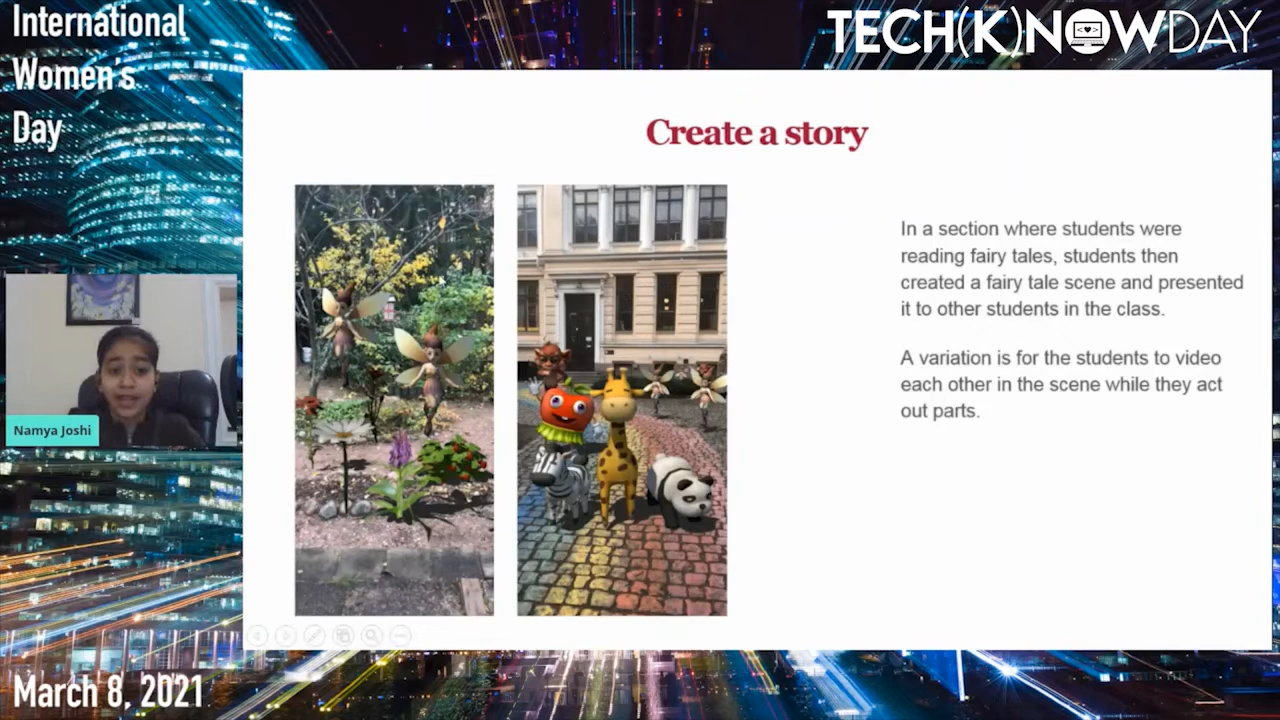 International
Women's
Day
TECH(K)NOWDAY
Create a story
In a section where students were
reading fairy tales, students then
created a fairy tale scene and presented
it to other students in the class.
A variation is for the students to video
each other in the scene while they act
out parts.
Namya Joshi
March 8, 2021